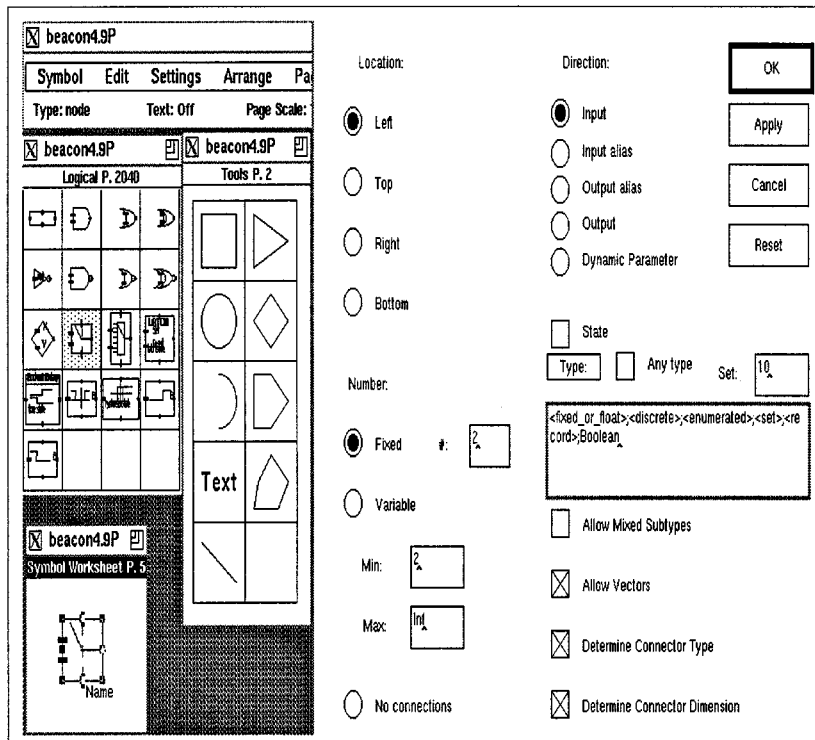 beacon4.9P
Symbol Edit Settings Arrange Pa
Type: node Text: Off Page Scale:
beacon4.9P
Logical P. 2040
beacon4.9P
Tools P. 2
Text
beacon4.9P
Symbol Worksheet P. 5
Name
Location:
Left
Top
Right
Bottom
Number:
Fixed #: 2
Variable
Min: 2
Max: Inf
No connections
Direction:
Input
Input alias
Output alias
Output
Dynamic Parameter
State
Type: Any type Set: 10
<fixed_or_float>;<discrete>;<enumerated>;<set>;<re
cord>;Boolean
Allow Mixed Subtypes
Allow Vectors
Determine Connector Type
Determine Connector Dimension
OK
Apply
Cancel
Reset